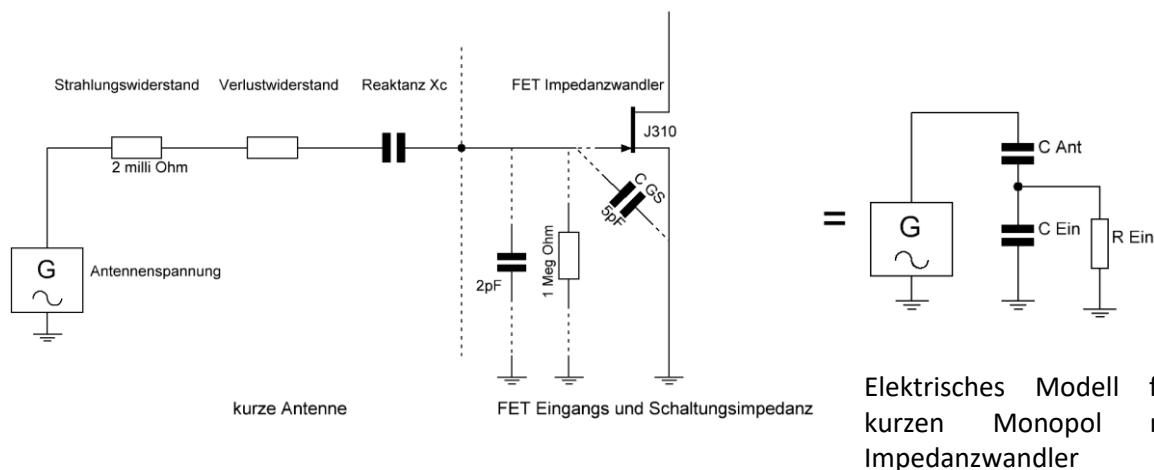 Strahlungswiderstand Verlustwiderstand Reaktanz Xc FET Impedanzwandler
J310
2 milli Ohm
C GS
5pF
G
Antennenspannung
2pF
1 Meg Ohm
kurze Antenne
FET Eingangs und Schaltungsimpedanz
=
C Ant
G
C Ein
R Ein
Elektrisches Modell f
kurzen Monopol
Impedanzwandler